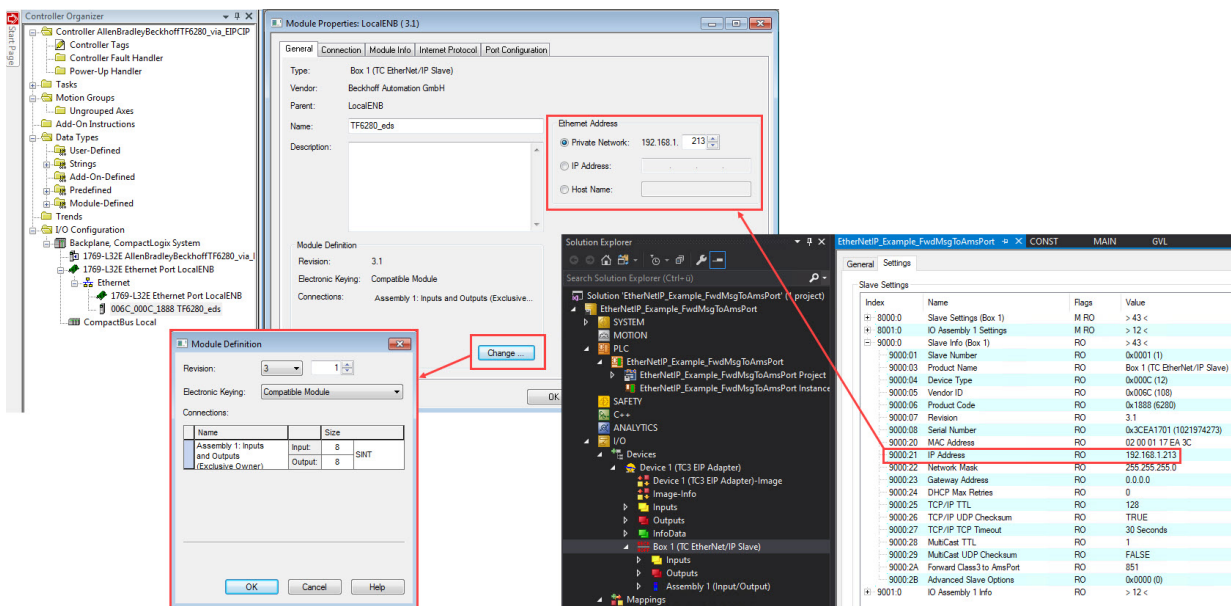 Controller Organizer
Start Page
Controller AllenBradleyBeckhoffTF6280_via_EIPCIP
Controller Tags
Controller Fault Handler
Power-Up Handler
Tasks
Motion Groups
Ungrouped Axes
Add-On Instructions
Data Types
User-Defined
Strings
Add-On-Defined
Predefined
Module-Defined
Trends
I/O Configuration
Backplane, CompactLogix System
1769-L32E AllenBradleyBeckhoffTF6280_via_I
1769-L32E Ethernet Port LocalENB
Ethernet
1769-L32E Ethernet Port LocalENB
006C_000C_1888 TF6280_eds
CompactBus Local
Module Properties: LocalENB ( 3.1)
General Connection Module Info Internet Protocol Port Configuration
Type: Box 1 (TC EtherNet/IP Slave)
Vendor: Beckhoff Automation GmbH
Parent: LocalENB
Name: TF6280_eds
Description:
Ethernet Address
Private Network: 192.168.1. 213
IP Address:
Host Name:
Module Definition
Revision: 3.1
Electronic Keying: Compatible Module
Connections: Assembly 1: Inputs and Outputs (Exclusive...
Change ...
OK
Module Definition
Revision: 3 1
Electronic Keying: Compatible Module
Connections:
Name Size
Assembly 1: Inputs and Outputs (Exclusive Owner) Input: 8 SINT
Output: 8
OK Cancel Help
Solution Explorer
Search Solution Explorer (Ctrl+ü)
Solution 'EtherNetIP_Example_FwdMsgToAmsPort' (1 project)
EtherNetIP_Example_FwdMsgToAmsPort
SYSTEM
MOTION
PLC
EtherNetIP_Example_FwdMsgToAmsPort
EtherNetIP_Example_FwdMsgToAmsPort Project
EtherNetIP_Example_FwdMsgToAmsPort Instance
SAFETY
C++
ANALYTICS
I/O
Devices
Device 1 (TC3 EIP Adapter)
Device 1 (TC3 EIP Adapter)-Image
Image-Info
Inputs
Outputs
InfoData
Box 1 (TC EtherNet/IP Slave)
Inputs
Outputs
Assembly 1 (Input/Output)
Mappings
EtherNetIP_Example_FwdMsgToAmsPort CONST MAIN GVL
General Settings
Slave Settings
Index Name Flags Value
8000:0 Slave Settings (Box 1) M RO > 43 <
8001:0 IO Assembly 1 Settings M RO > 12 <
9000:0 Slave Info (Box 1) RO > 43 <
9000:01 Slave Number RO 0x0001 (1)
9000:03 Product Name RO Box 1 (TC EtherNet/IP Slave)
9000:04 Device Type RO 0x000C (12)
9000:05 Vendor ID RO 0x006C (108)
9000:06 Product Code RO 0x1888 (6280)
9000:07 Revision RO 3.1
9000:08 Serial Number RO 0x3CEA1701 (1021974273)
9000:20 MAC Address RO 02 00 01 17 EA 3C
9000:21 IP Address RO 192.168.1.213
9000:22 Network Mask RO 255.255.255.0
9000:23 Gateway Address RO 0.0.0.0
9000:24 DHCP Max Retries RO 0
9000:25 TCP/IP TTL RO 128
9000:26 TCP/IP UDP Checksum RO TRUE
9000:27 TCP/IP TCP Timeout RO 30 Seconds
9000:28 MultiCast TTL RO 1
9000:29 MultiCast UDP Checksum RO FALSE
9000:2A Forward Class3 to AmsPort RO 851
9000:2B Advanced Slave Options RO 0x0000 (0)
9001:0 IO Assembly 1 Info RO > 12 <